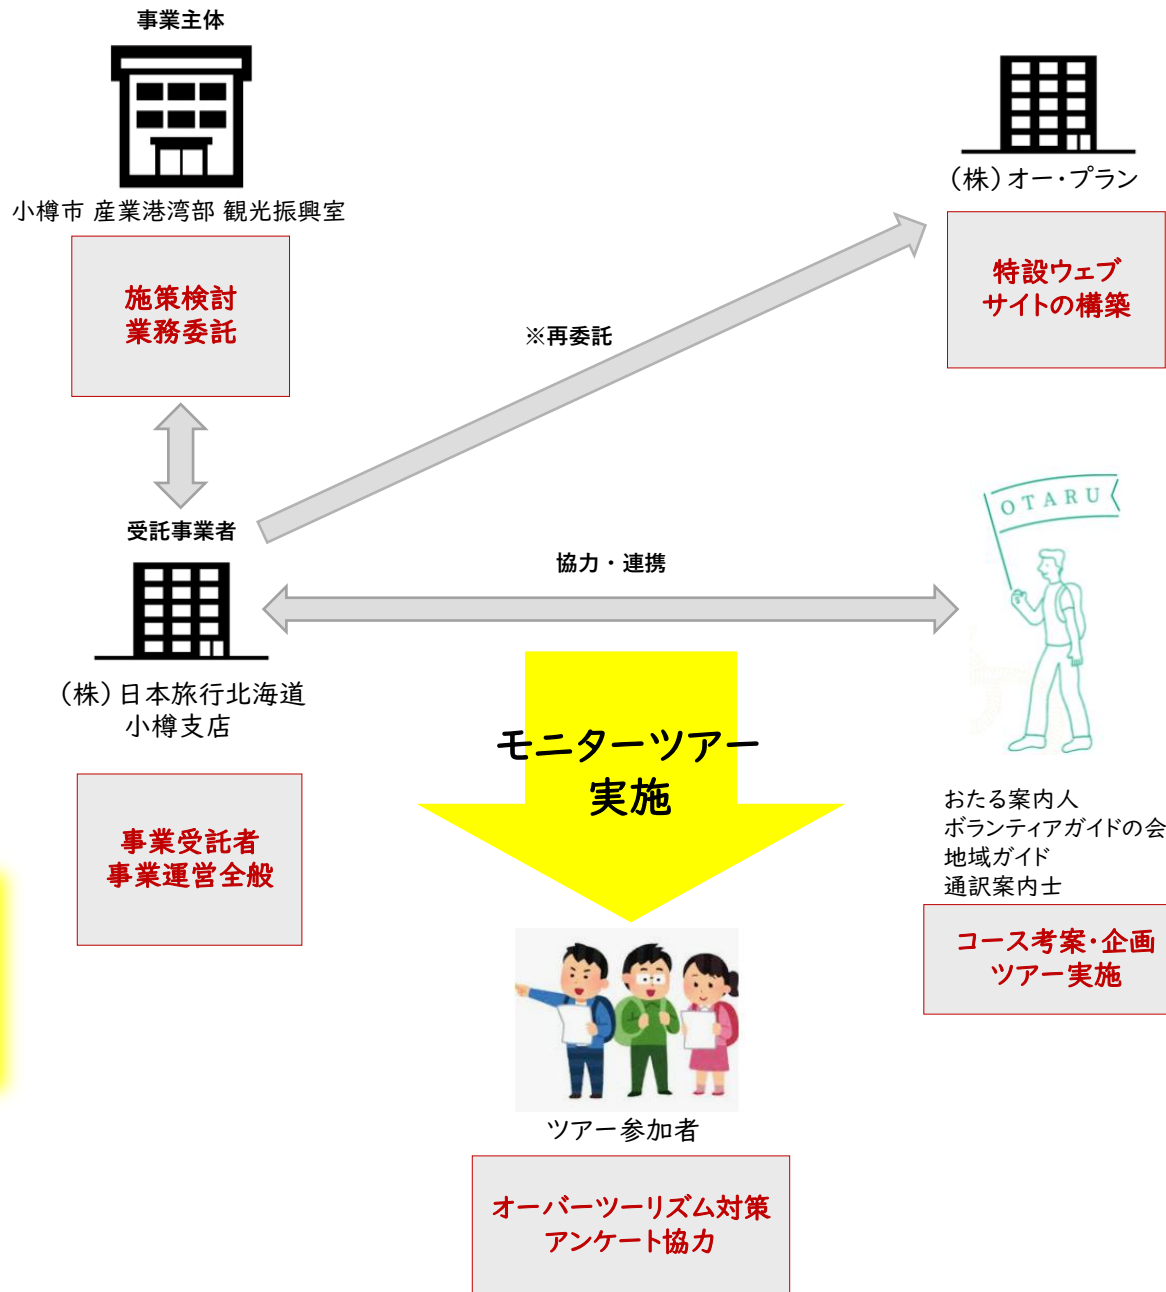 事業主体
小樽市 産業港湾部 観光振興室
施策検討
業務委託
(株)オー・プラン
特設ウェブ
サイトの構築
※再委託
受託事業者
(株)日本旅行北海道
小樽支店
事業受託者
事業運営全般
協力・連携
OTARU
おたる案内人
ボランティアガイドの会
地域ガイド
通訳案内士
コース考案・企画
ツアー実施
モニターツアー
実施
ツアー参加者
オーバーツーリズム対策
アンケート協力